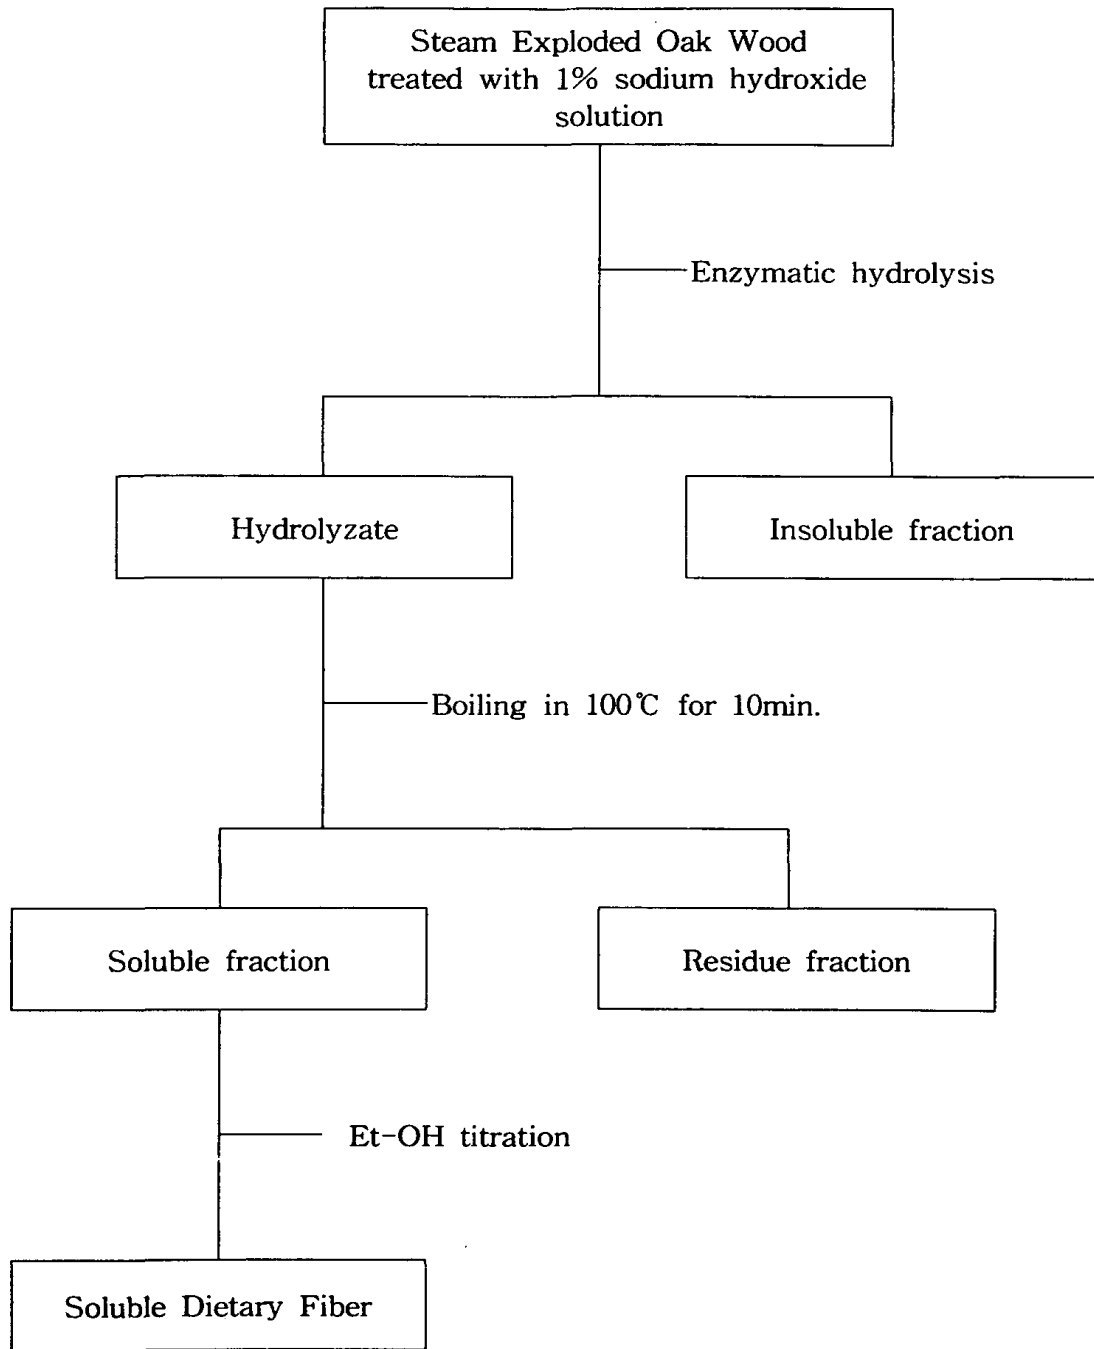 Steam Exploded Oak Wood
treated with 1% sodium hydroxide
solution
Enzymatic hydrolysis
Hydrolyzate
Insoluble fraction
Boiling in 100℃ for 10min.
Soluble fraction
Residue fraction
Et-OH titration
Soluble Dietary Fiber